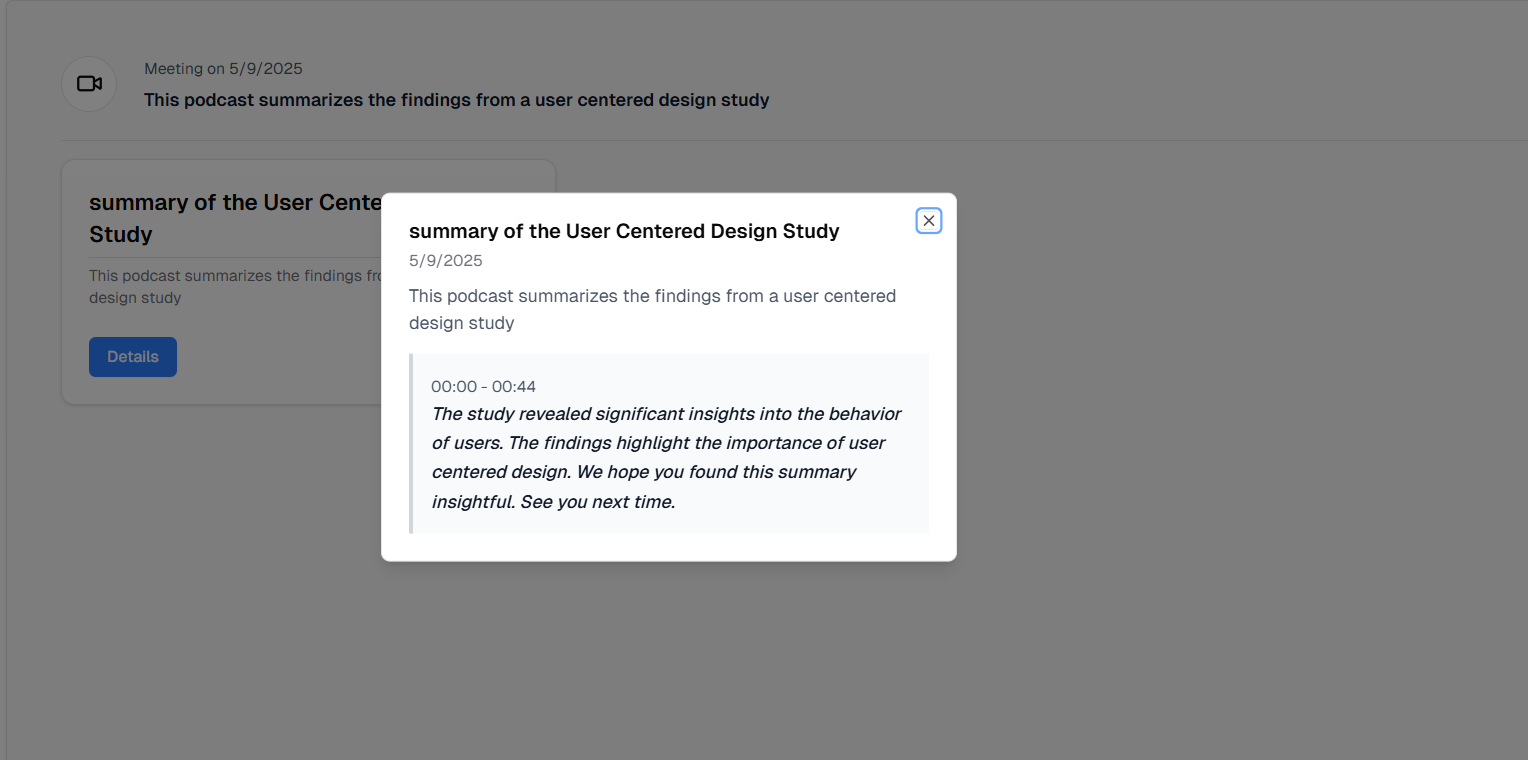 Meeting on 5/9/2025
This podcast summarizes the findings from a user centered design study
summary of the User Cente
Study
This podcast summarizes the findings fro
design study
Details
summary of the User Centered Design Study
5/9/2025
This podcast summarizes the findings from a user centered
design study
00:00 - 00:44
The study revealed significant insights into the behavior
of users. The findings highlight the importance of user
centered design. We hope you found this summary
insightful. See you next time.